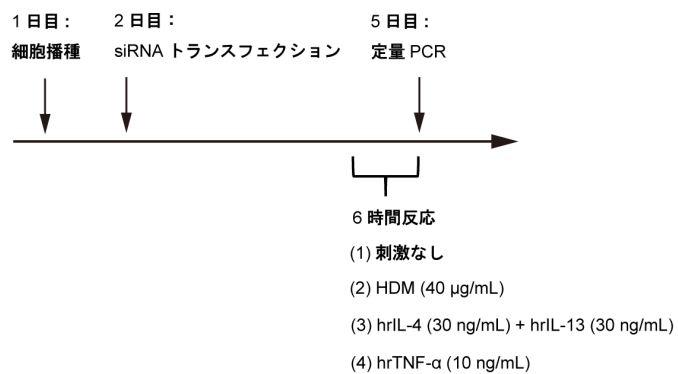 1 日目：
細胞播種
2 日目：
siRNA トランスフェクション
5 日目：
定量 PCR
6 時間反応
(1) 刺激なし
(2) HDM (40 μg/mL)
(3) hrIL-4 (30 ng/mL) + hrIL-13 (30 ng/mL)
(4) hrTNF-α (10 ng/mL)